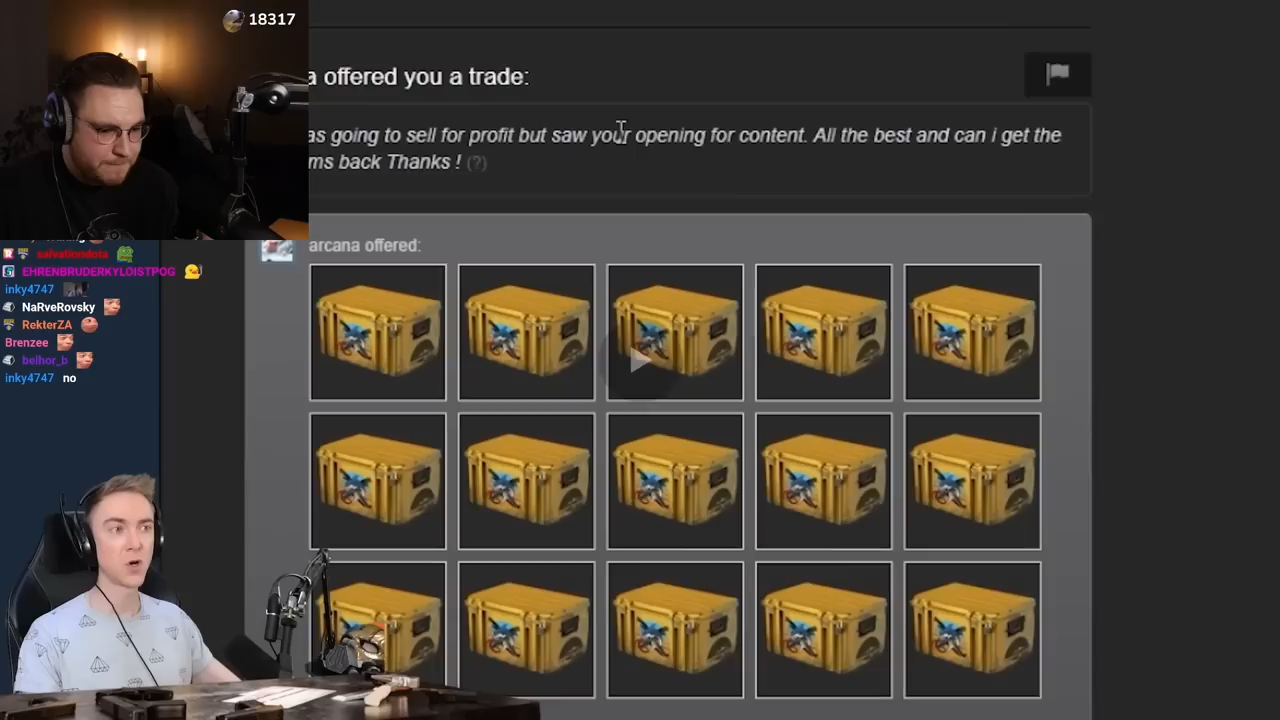 18317
a offered you a trade:
as going to sell for profit but saw your opening for content. All the best and can i get the
ms back Thanks ! (?)
arcana offered:
salvationdota
EHRENBRUDERKYLOISTPOG
inky4747
NaRveRovsky
RekterZA
Brenzee
belhor_b
inky4747 no